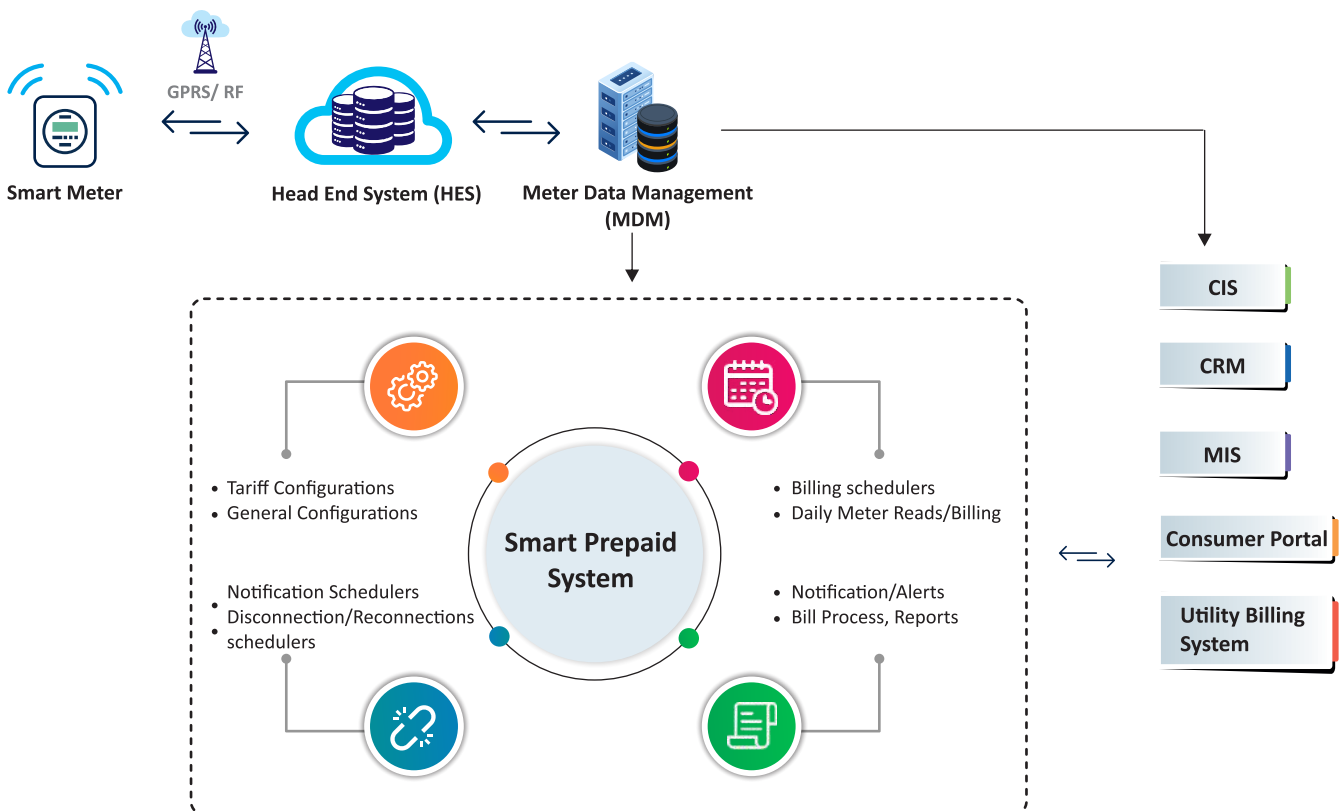 GPRS/ RF
Smart Meter
Head End System (HES)
Meter Data Management
(MDM)
CIS
CRM
MIS
Consumer Portal
Utility Billing
System
• Tariff Configurations
• General Configurations
• Billing schedulers
• Daily Meter Reads/Billing
Smart Prepaid
System
• Notification Schedulers
• Disconnection/Reconnections
schedulers
• Notification/Alerts
• Bill Process, Reports